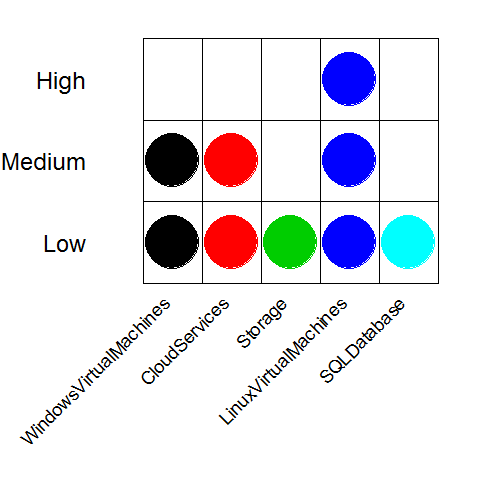 High
Medium
Low
WindowsVirtualMachines
CloudServices
Storage
LinuxVirtualMachines
SQLDatabase